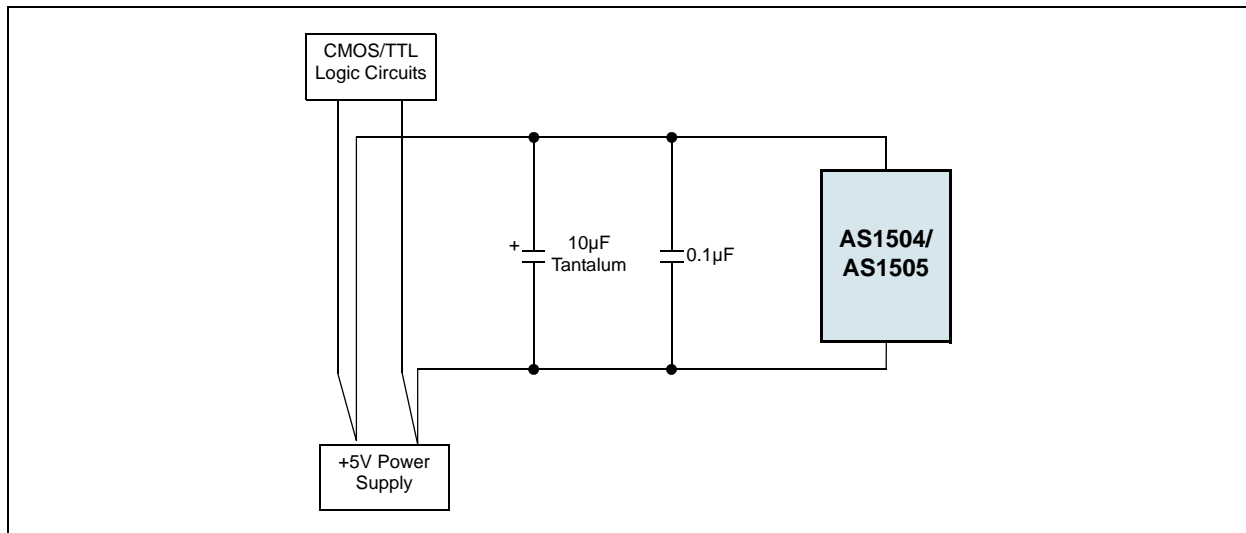 CMOS/TTL
Logic Circuits
+
10µF
Tantalum
0.1µF
AS1504/
AS1505
+5V Power
Supply